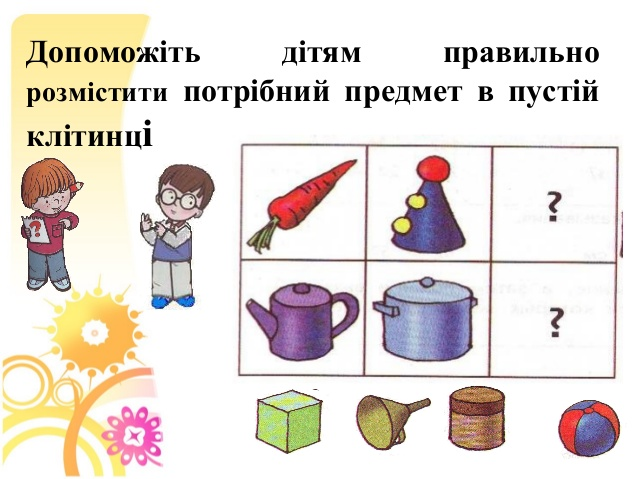 Допоможіть дітям правильно
розмістити потрібний предмет в пустій
клітинці
?
?
?